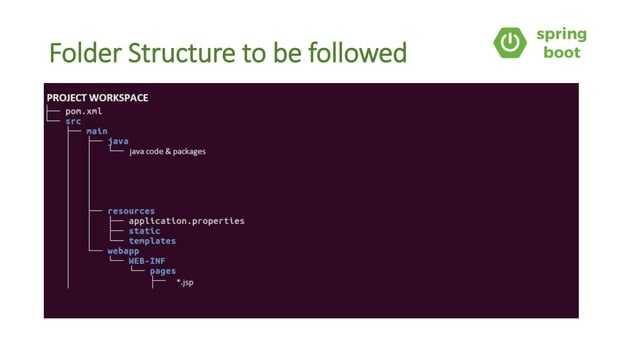 Folder Structure to be followed
spring
boot
PROJECT WORKSPACE
pom.xml
src
main
java
java code & packages
resources
application.properties
static
templates
webapp
WEB-INF
pages
*.jsp